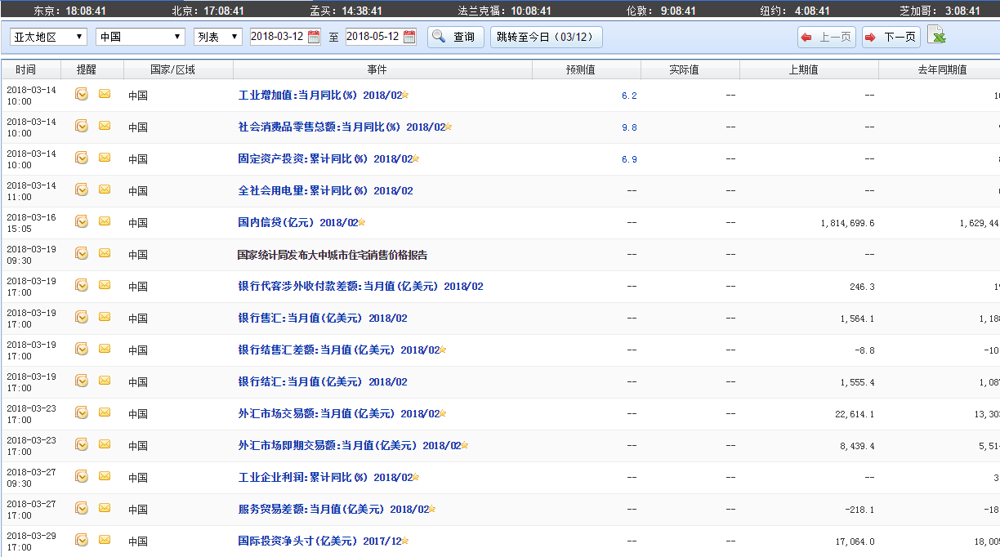 东京：18:08:41 北京：17:08:41 孟买：14:38:41 法兰克福：10:08:41 伦敦：9:08:41 纽约：4:08:41 芝加哥：3:08:41
亚太地区 中国 列表 2018-03-12 至 2018-05-12 查询 跳转至今日（03/12） 上一页 下一页
时间 提醒 国家/区域 事件 预测值 实际值 上期值 去年同期值
2018-03-14 10:00 中国 工业增加值:当月同比(%) 2018/02 6.2 -- --
2018-03-14 10:00 中国 社会消费品零售总额:当月同比(%) 2018/02 9.8 -- --
2018-03-14 10:00 中国 固定资产投资:累计同比(%) 2018/02 6.9 -- --
2018-03-14 11:00 中国 全社会用电量:累计同比(%) 2018/02 -- -- --
2018-03-16 15:05 中国 国内信贷(亿元) 2018/02 -- -- 1,814,699.6 1,629,44
2018-03-19 09:30 中国 国家统计局发布大中城市住宅销售价格报告 -- -- --
2018-03-19 17:00 中国 银行代客涉外收付款差额:当月值(亿美元) 2018/02 -- -- 246.3
2018-03-19 17:00 中国 银行售汇:当月值(亿美元) 2018/02 -- -- 1,564.1 1,18
2018-03-19 17:00 中国 银行结售汇差额:当月值(亿美元) 2018/02 -- -- -8.8 -10
2018-03-19 17:00 中国 银行结汇:当月值(亿美元) 2018/02 -- -- 1,555.4 1,08
2018-03-23 17:00 中国 外汇市场交易额:当月值(亿美元) 2018/02 -- -- 22,614.1 13,30
2018-03-23 17:00 中国 外汇市场即期交易额:当月值(亿美元) 2018/02 -- -- 8,439.4 5,51
2018-03-27 09:30 中国 工业企业利润:累计同比(%) 2018/02 -- -- -- 3
2018-03-27 17:00 中国 服务贸易差额:当月值(亿美元) 2018/02 -- -- -218.1 -18
2018-03-29 17:00 中国 国际投资净头寸(亿美元) 2017/12 -- -- 17,064.0 18,00